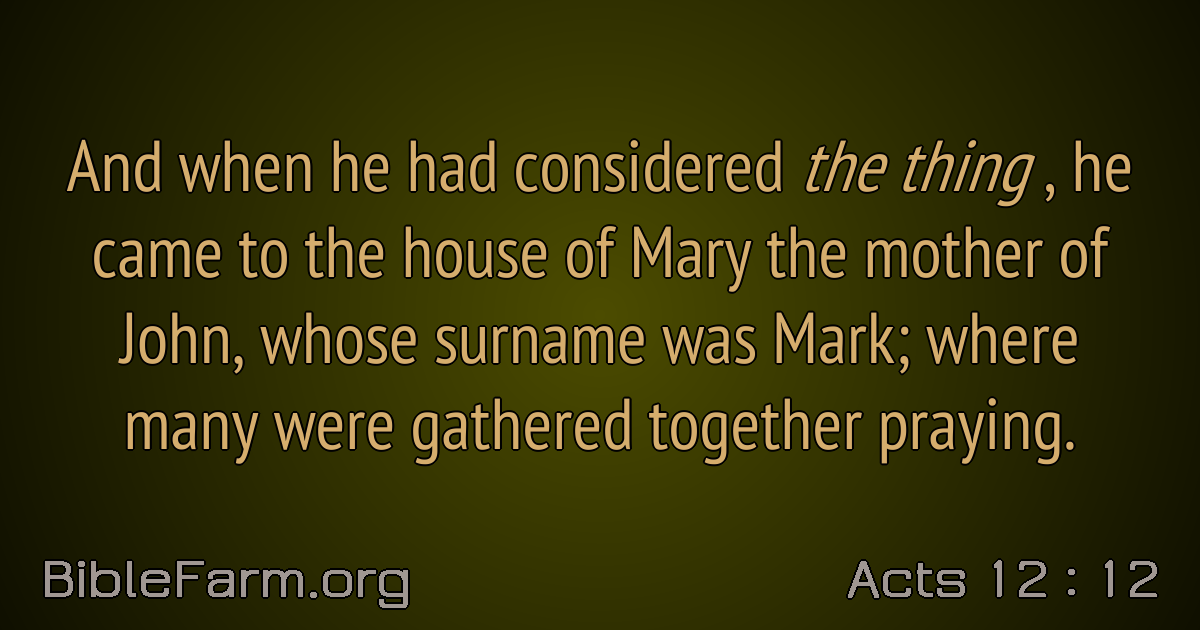 And when he had considered the thing , he
came to the house of Mary the mother of
John, whose surname was Mark; where
many were gathered together praying.
BibleFarm.org
Acts 12 : 12